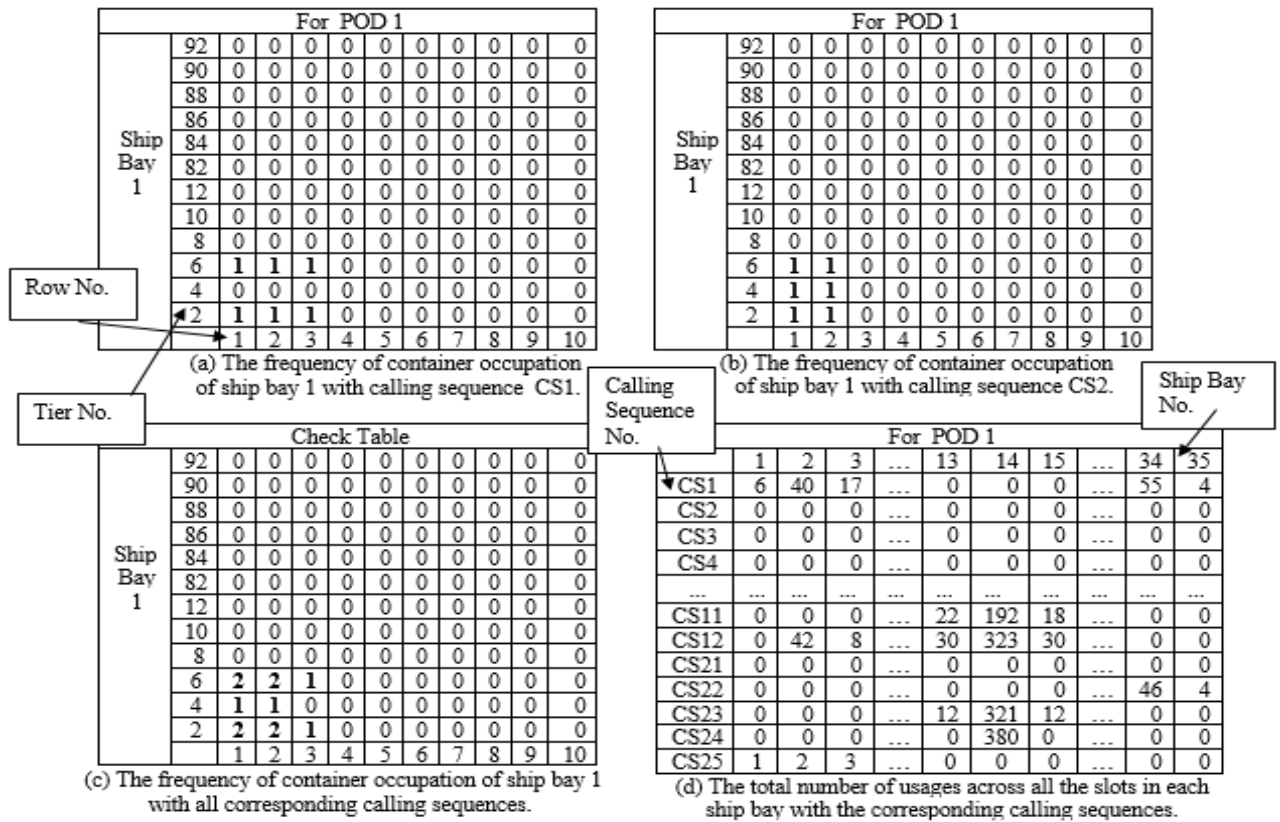 For POD 1
92 0 0 0 0 0 0 0 0 0 0
90 0 0 0 0 0 0 0 0 0 0
88 0 0 0 0 0 0 0 0 0 0
86 0 0 0 0 0 0 0 0 0 0
Ship Bay 1
84 0 0 0 0 0 0 0 0 0 0
82 0 0 0 0 0 0 0 0 0 0
12 0 0 0 0 0 0 0 0 0 0
10 0 0 0 0 0 0 0 0 0 0
8 0 0 0 0 0 0 0 0 0 0
6 1 1 1 0 0 0 0 0 0 0
4 0 0 0 0 0 0 0 0 0 0
2 1 1 1 0 0 0 0 0 0 0
1 2 3 4 5 6 7 8 9 10
Row No.
Tier No.
(a) The frequency of container occupation
of ship bay 1 with calling sequence CS1.
For POD 1
92 0 0 0 0 0 0 0 0 0 0
90 0 0 0 0 0 0 0 0 0 0
88 0 0 0 0 0 0 0 0 0 0
86 0 0 0 0 0 0 0 0 0 0
Ship Bay 1
84 0 0 0 0 0 0 0 0 0 0
82 0 0 0 0 0 0 0 0 0 0
12 0 0 0 0 0 0 0 0 0 0
10 0 0 0 0 0 0 0 0 0 0
8 0 0 0 0 0 0 0 0 0 0
6 1 1 0 0 0 0 0 0 0 0
4 1 1 0 0 0 0 0 0 0 0
2 1 1 0 0 0 0 0 0 0 0
1 2 3 4 5 6 7 8 9 10
(b) The frequency of container occupation
of ship bay 1 with calling sequence CS2.
Check Table
92 0 0 0 0 0 0 0 0 0 0
90 0 0 0 0 0 0 0 0 0 0
88 0 0 0 0 0 0 0 0 0 0
86 0 0 0 0 0 0 0 0 0 0
Ship Bay 1
84 0 0 0 0 0 0 0 0 0 0
82 0 0 0 0 0 0 0 0 0 0
12 0 0 0 0 0 0 0 0 0 0
10 0 0 0 0 0 0 0 0 0 0
8 0 0 0 0 0 0 0 0 0 0
6 2 2 1 0 0 0 0 0 0 0
4 1 1 0 0 0 0 0 0 0 0
2 2 2 1 0 0 0 0 0 0 0
1 2 3 4 5 6 7 8 9 10
(c) The frequency of container occupation of ship bay 1
with all corresponding calling sequences.
Calling
Sequence
No.
Ship Bay
No.
For POD 1
1 2 3 ... 13 14 15 ... 34 35
CS1 6 40 17 ... 0 0 0 ... 55 4
CS2 0 0 0 ... 0 0 0 ... 0 0
CS3 0 0 0 ... 0 0 0 ... 0 0
CS4 0 0 0 ... 0 0 0 ... 0 0
... ... ... ... ... ... ... ... ... ... ...
CS11 0 0 0 ... 22 192 18 ... 0 0
CS12 0 42 8 ... 30 323 30 ... 0 0
CS21 0 0 0 ... 0 0 0 ... 0 0
CS22 0 0 0 ... 0 0 0 ... 46 4
CS23 0 0 0 ... 12 321 12 ... 0 0
CS24 0 0 0 ... 0 380 0 ... 0 0
CS25 1 2 3 ... 0 0 0 ... 0 0
(d) The total number of usages across all the slots in each
ship bay with the corresponding calling sequences.